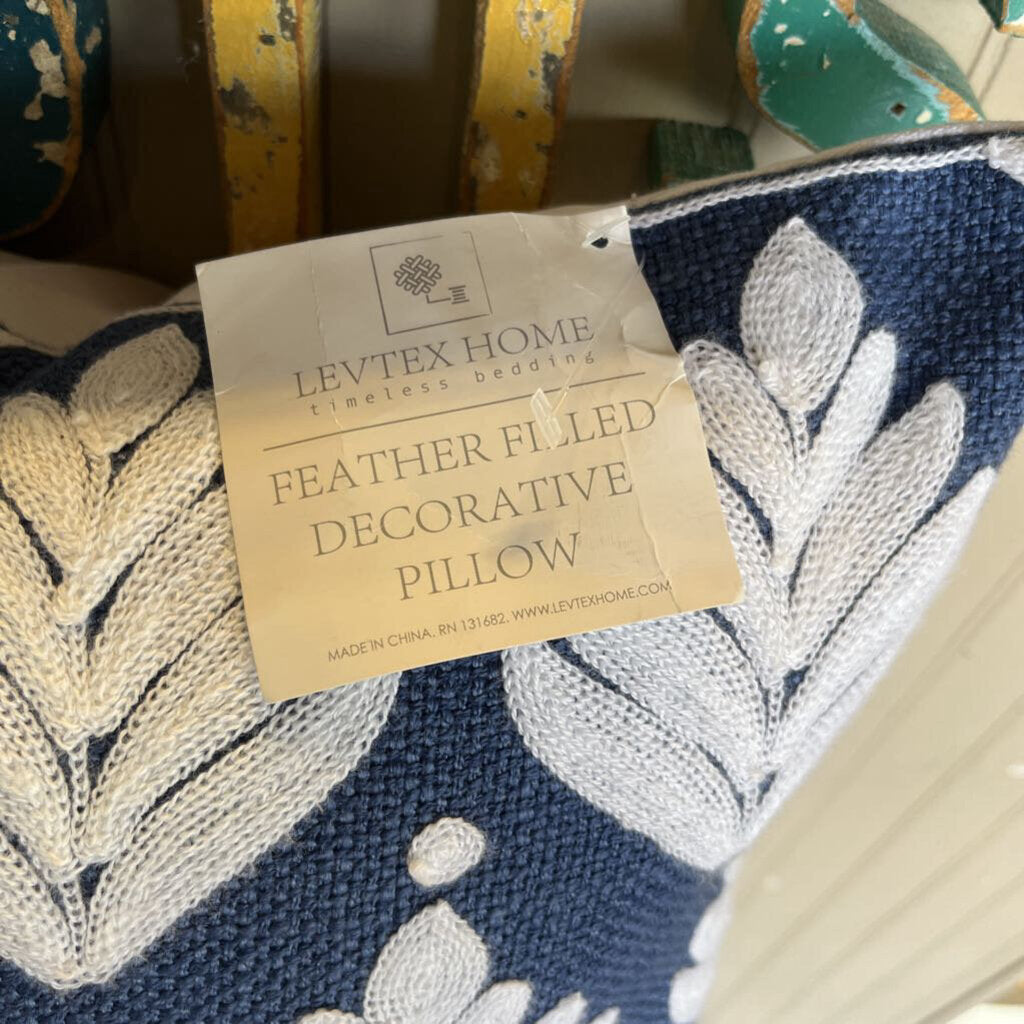 LEVTEX HOME
timeless bedding
FEATHER FILLED
DECORATIVE
PILLOW
MADE IN CHINA. RN 131682. WWW.LEVTEXHOME.COM